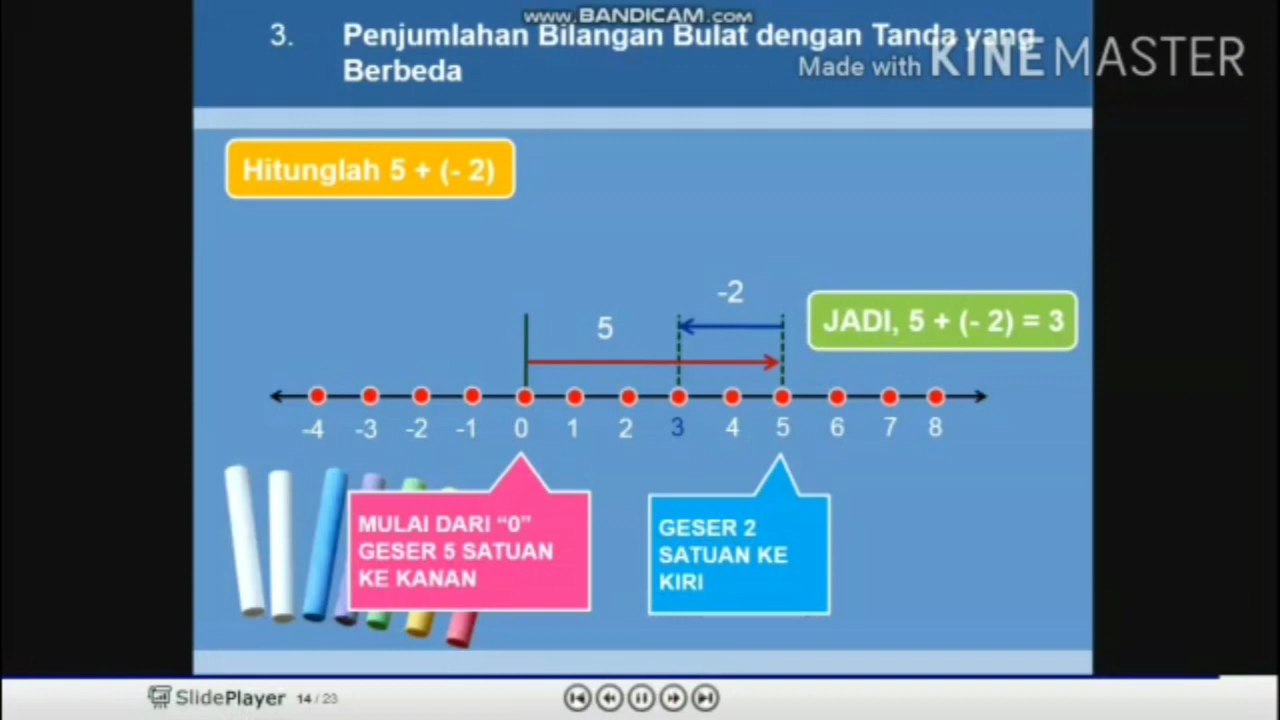 www.BANDICAM.com
3. Penjumlahan Bilangan Bulat dengan Tanda yang
Berbeda
Made with KINEMASTER
Hitunglah 5 + (- 2)
-2
5
JADI, 5 + (- 2) = 3
-4 -3 -2 -1 0 1 2 3 4 5 6 7 8
MULAI DARI “0”
GESER 5 SATUAN
KE KANAN
GESER 2
SATUAN KE
KIRI
SlidePlayer 14 / 23